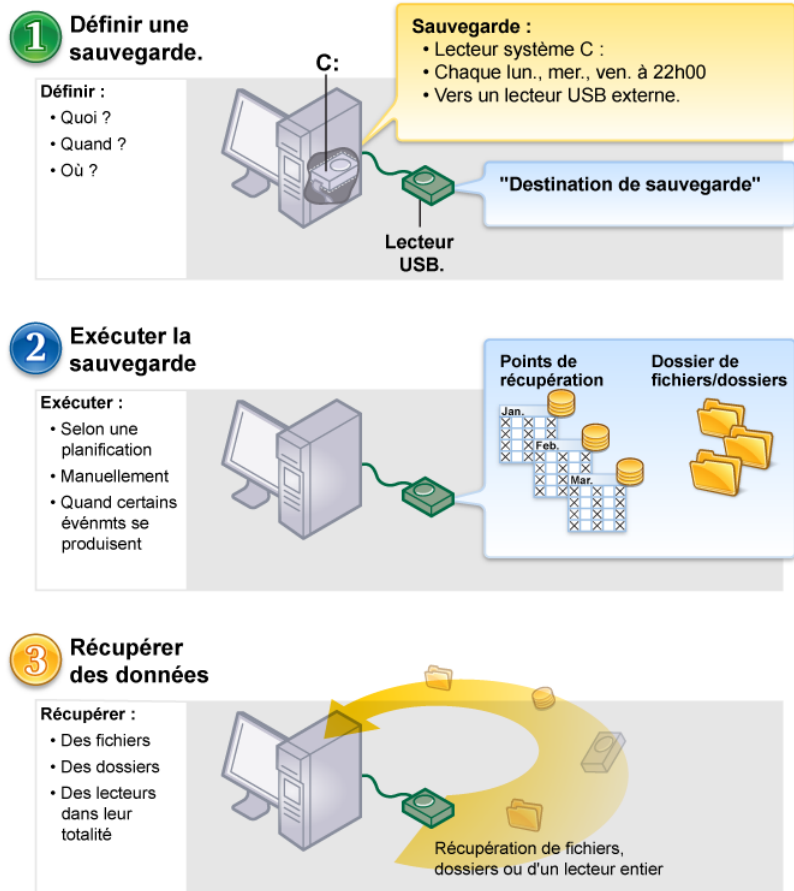 1
Définir une
sauvegarde.
Définir :
• Quoi ?
• Quand ?
• Où ?
C:
Sauvegarde :
• Lecteur système C :
• Chaque lun., mer., ven. à 22h00
• Vers un lecteur USB externe.
"Destination de sauvegarde"
Lecteur
USB.
2
Exécuter la
sauvegarde
Exécuter :
• Selon une
planification
• Manuellement
• Quand certains
événmts se
produisent
Points de
récupération
Jan.
Feb.
Mar.
Dossier de
fichiers/dossiers
3
Récupérer
des données
Récupérer :
• Des fichiers
• Des dossiers
• Des lecteurs
dans leur
totalité
Récupération de fichiers,
dossiers ou d'un lecteur entier